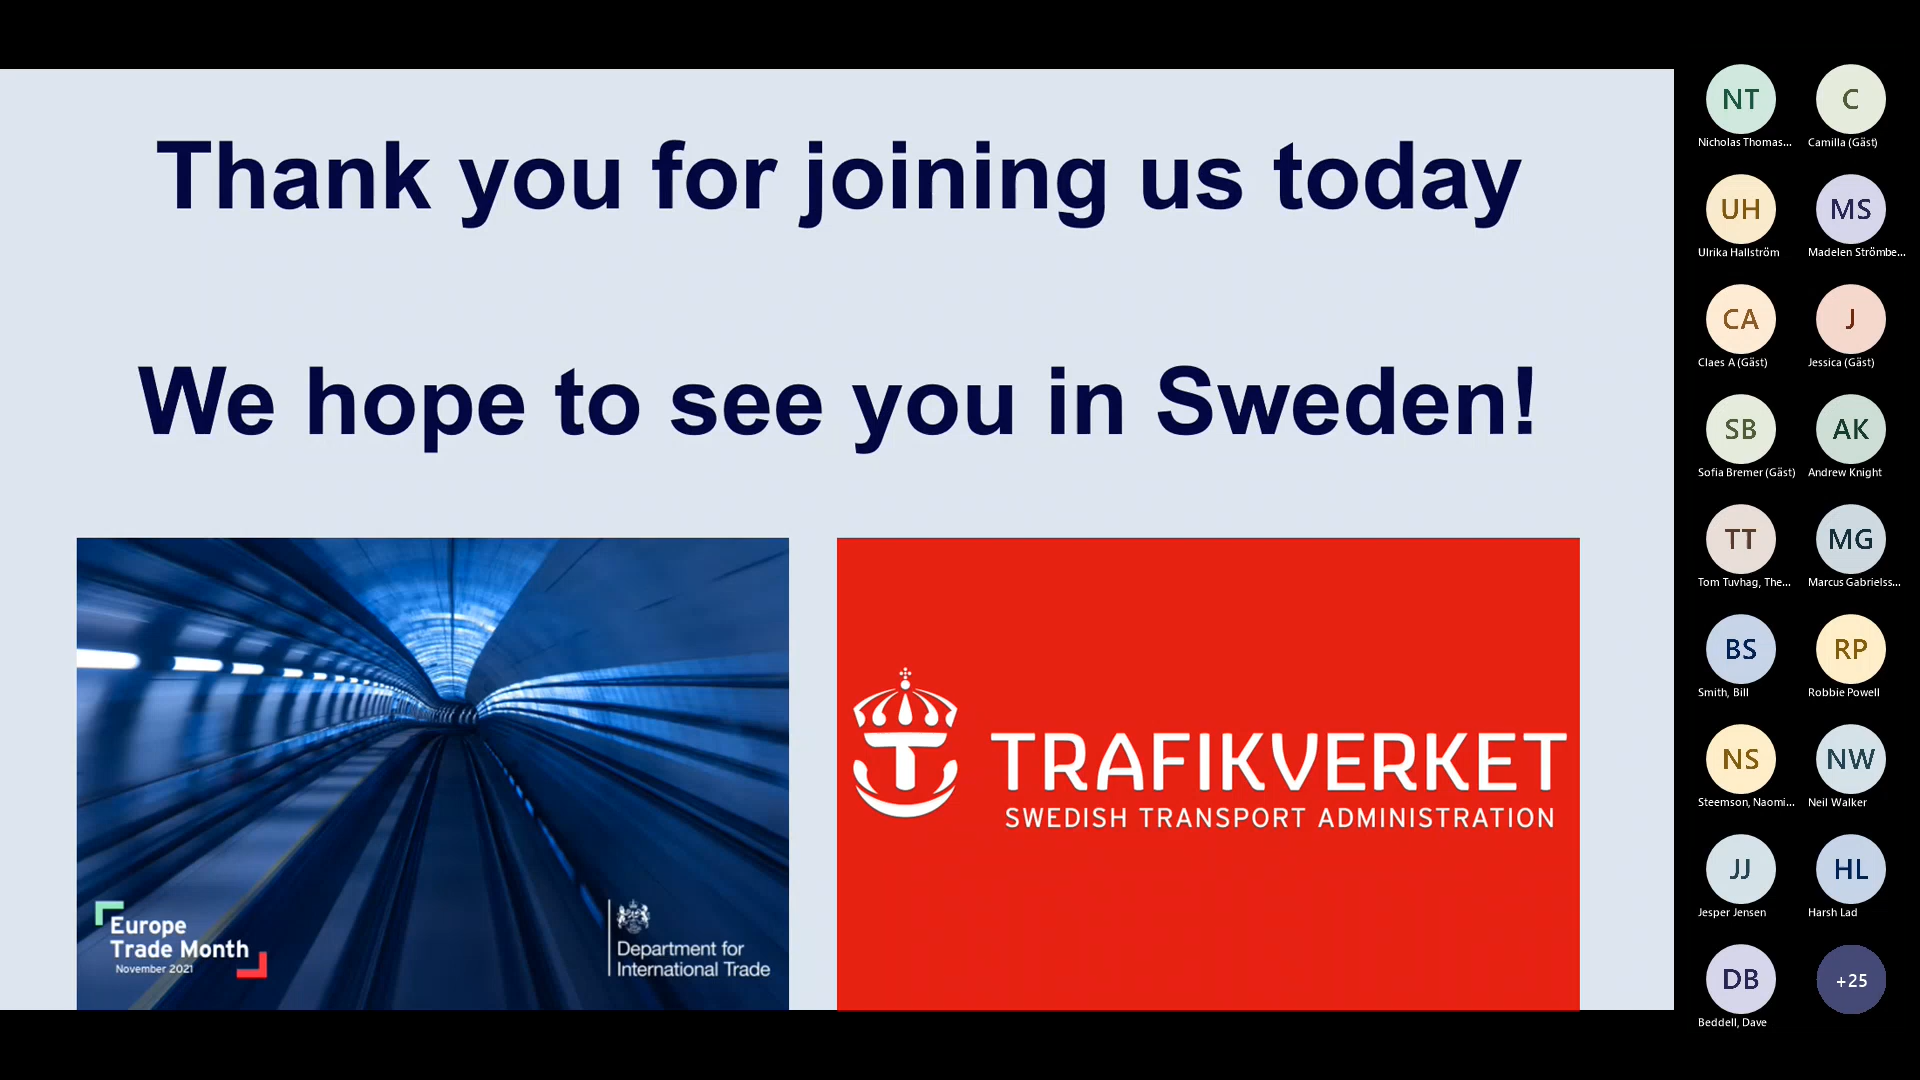 Thank you for joining us today
We hope to see you in Sweden!
Europe
Trade Month
November 2021
Department for
International Trade
TRAFIKVERKET
SWEDISH TRANSPORT ADMINISTRATION
NT
Nicholas Thomas...
C
Camilla (Gäst)
UH
Ulrika Hallström
MS
Madelen Strömbe...
CA
Claes A (Gäst)
J
Jessica (Gäst)
SB
Sofia Bremer (Gäst)
AK
Andrew Knight
TT
Tom Tuvhag, The...
MG
Marcus Gabrielss...
BS
Smith, Bill
RP
Robbie Powell
NS
Steemson, Naomi...
NW
Neil Walker
JJ
Jesper Jensen
HL
Harsh Lad
DB
Beddell, Dave
+25